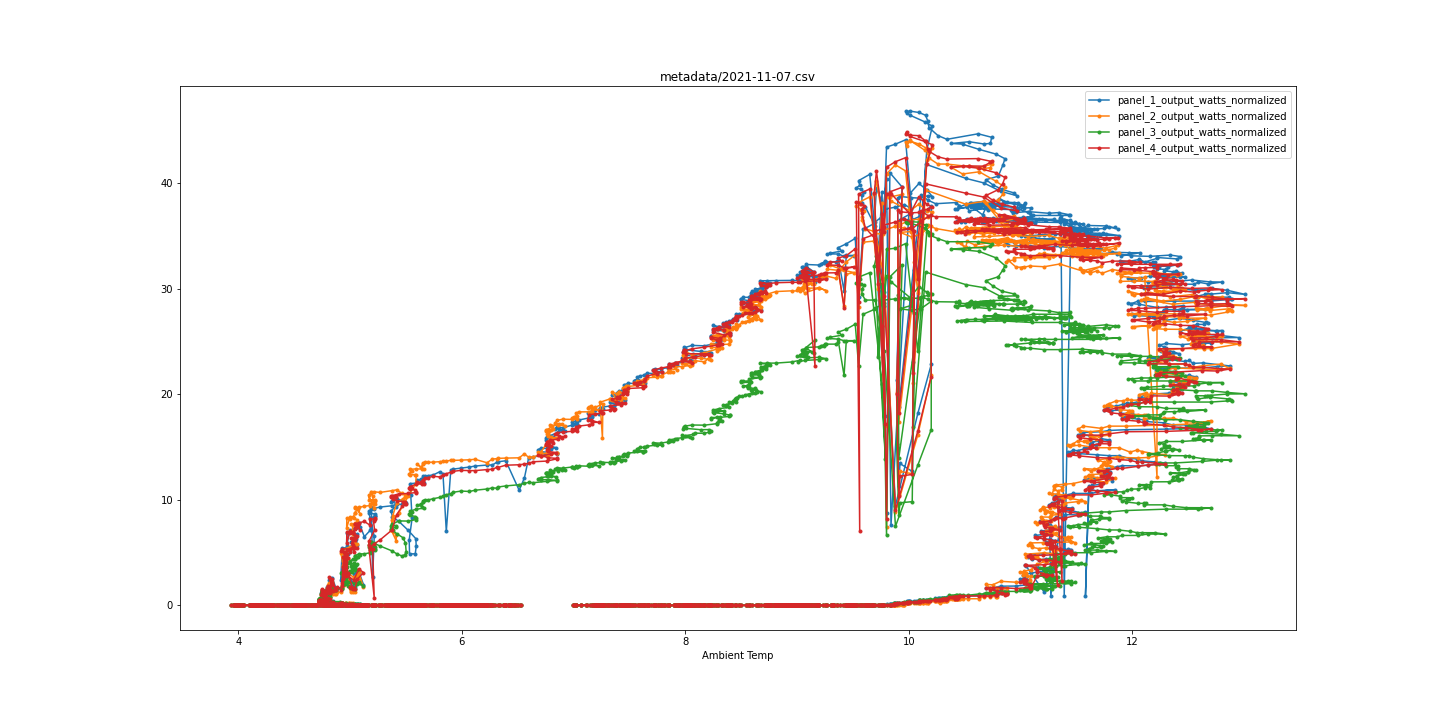 metadata/2021-11-07.csv
panel_1_output_watts_normalized
panel_2_output_watts_normalized
panel_3_output_watts_normalized
panel_4_output_watts_normalized
40
30
20
10
0
4 6 8 10 12
Ambient Temp